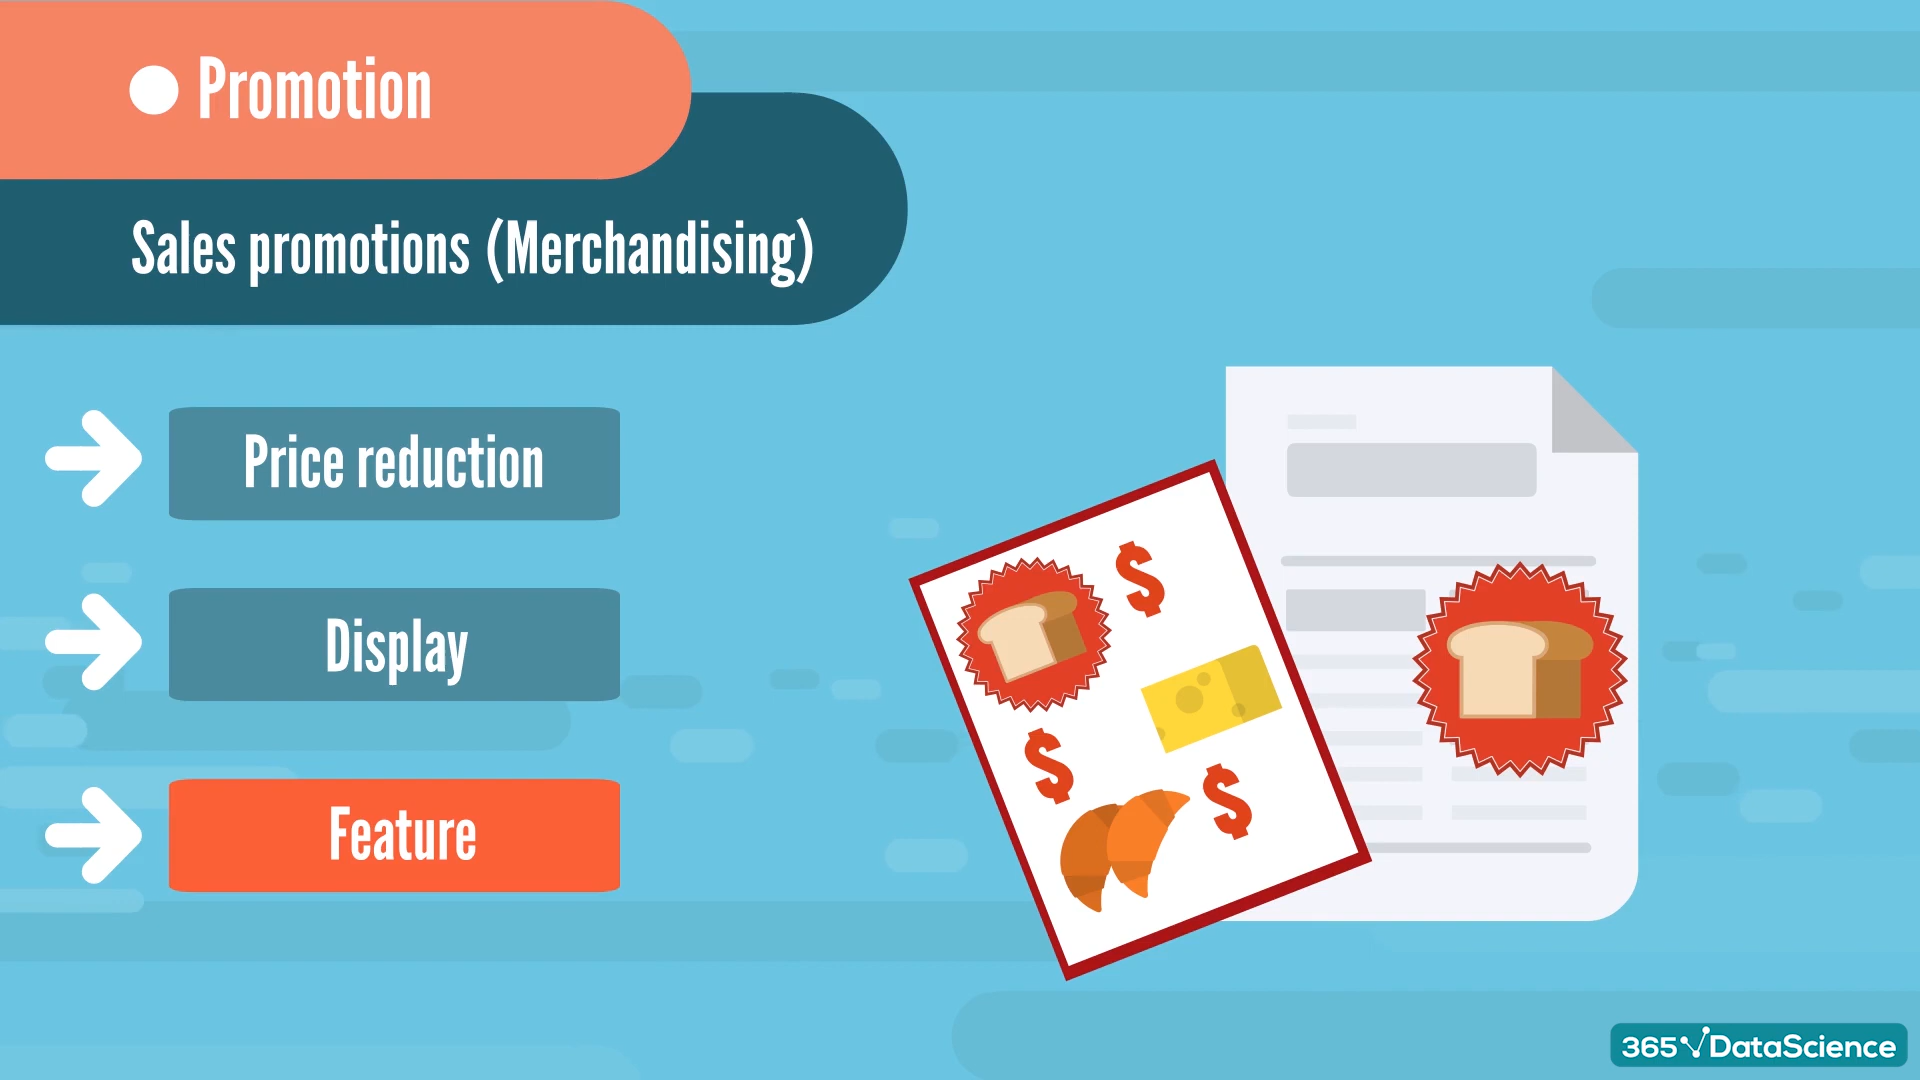 Promotion
Sales promotions (Merchandising)
Price reduction
Display
Feature
$
$
$
365 DataScience